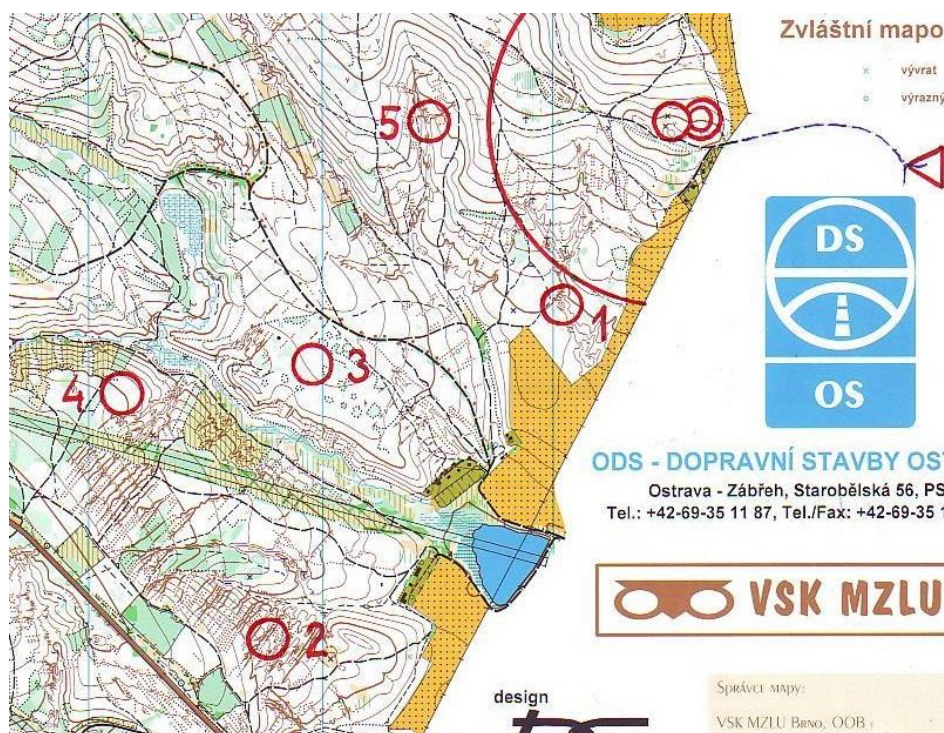 Zvláštní mapo
vývrat
výrazný
5
1
3
4
2
DS
OS
ODS - DOPRAVNÍ STAVBY OST
Ostrava - Zábřeh, Starobělská 56, PS
Tel.: +42-69-35 11 87, Tel./Fax: +42-69-35 1
VSK MZLU
design
SPRÁVCE MAPY:
VSK MZLU BRNO, OOB